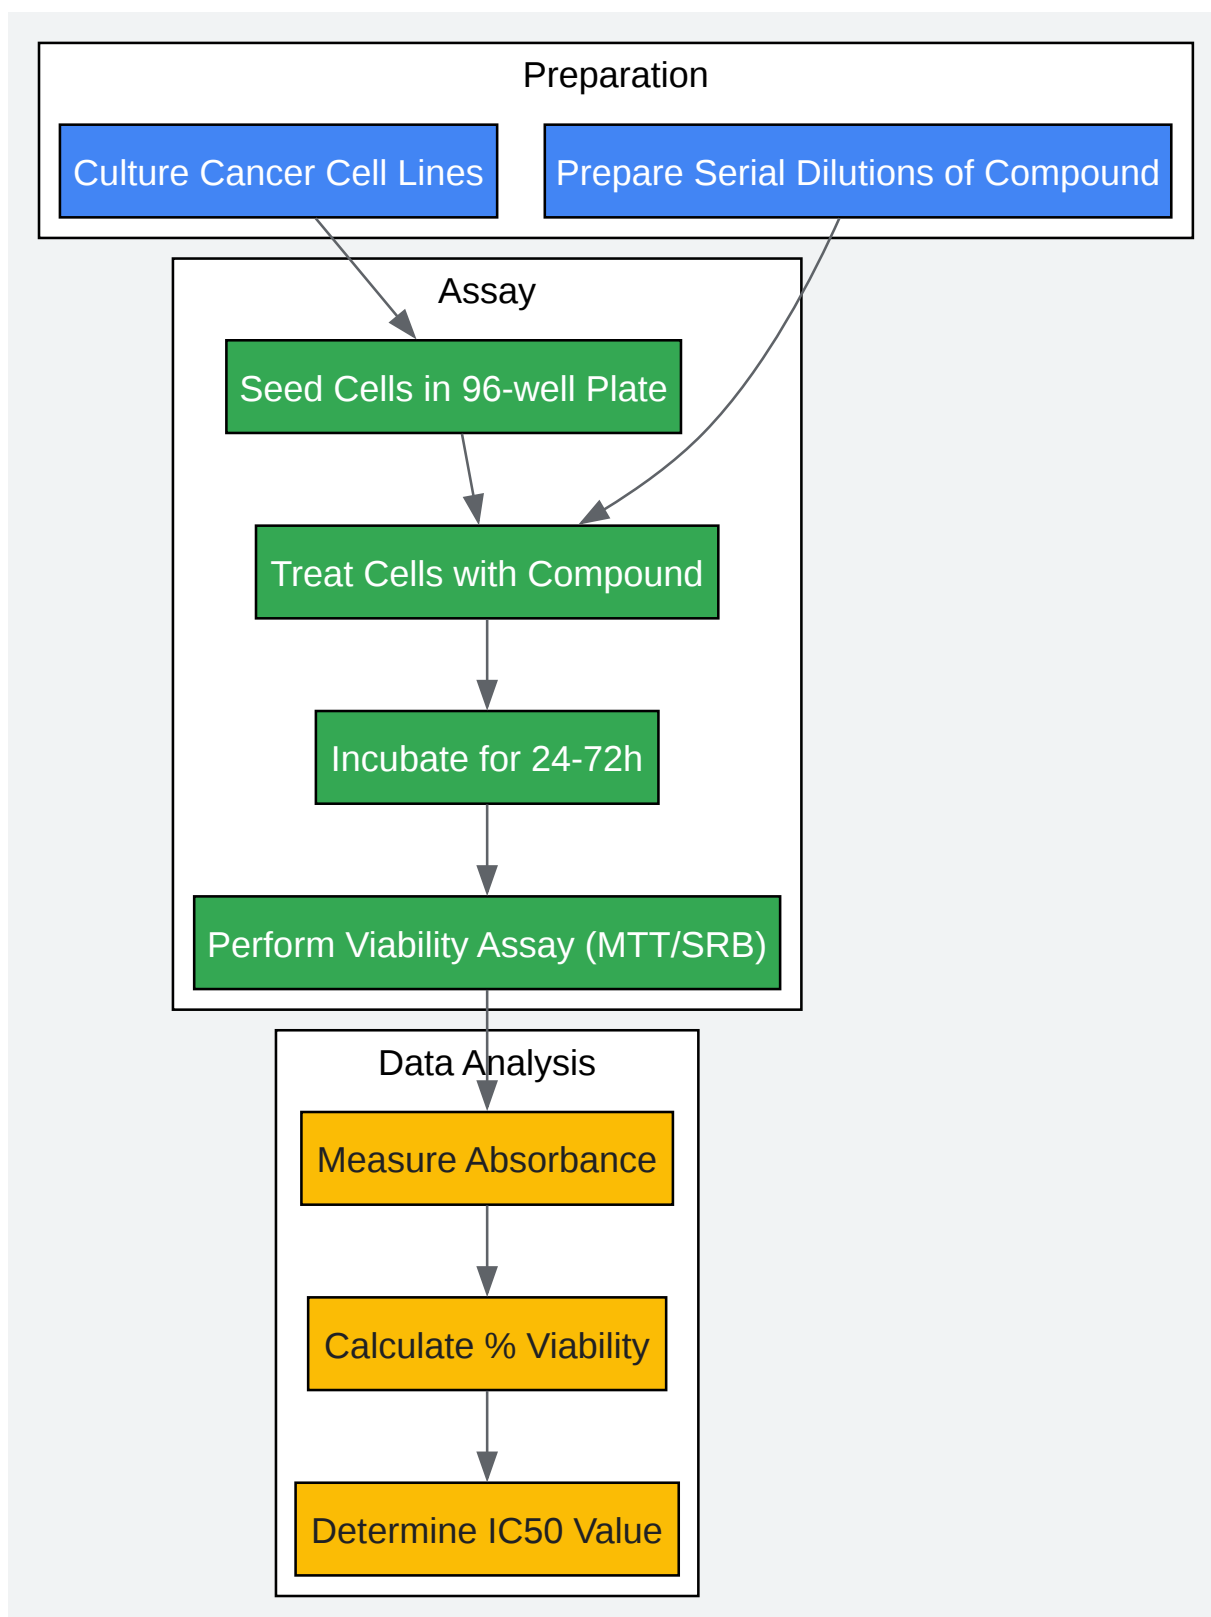 Preparation
Culture Cancer Cell Lines
Prepare Serial Dilutions of Compound
Assay
Seed Cells in 96-well Plate
Treat Cells with Compound
Incubate for 24-72h
Perform Viability Assay (MTT/SRB)
Data Analysis
Measure Absorbance
Calculate % Viability
Determine IC50 Value